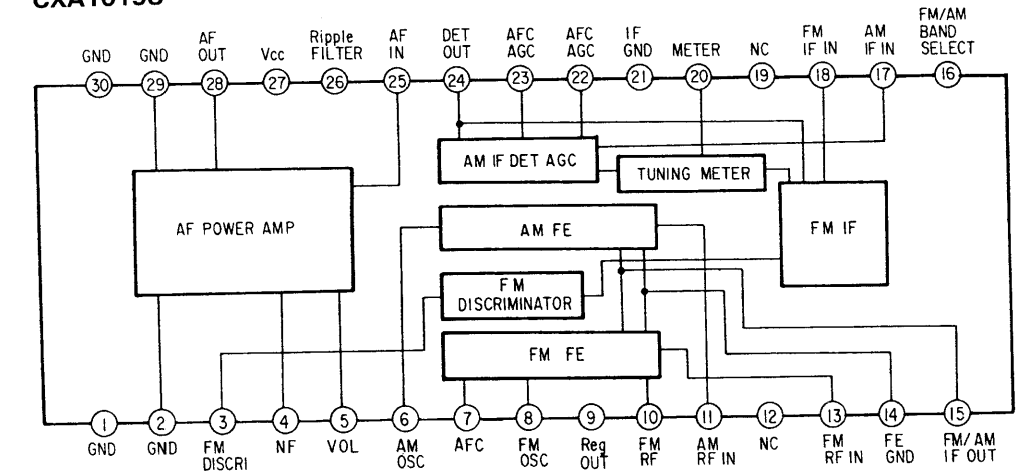 FM/AM
BAND
SELECT
GND
GND
AF
OUT
Vcc
Ripple
FILTER
AF
IN
DET
OUT
AFC
AGC
AFC
AGC
IF
GND
METER
NC
FM
IF IN
AM
IF IN
30 29 28 27 26 25 24 23 22 21 20 19 18 17 16
AM IF DET AGC
TUNING METER
AF POWER AMP
AM FE
FM IF
FM
DISCRIMINATOR
FM FE
1 2 3 4 5 6 7 8 9 10 11 12 13 14 15
GND
GND
FM
DISCRI
NF
VOL
AM
OSC
AFC
FM
OSC
Reg
OUT
FM
RF
AM
RF IN
NC
FM
RF IN
FE
GND
FM/AM
IF OUT